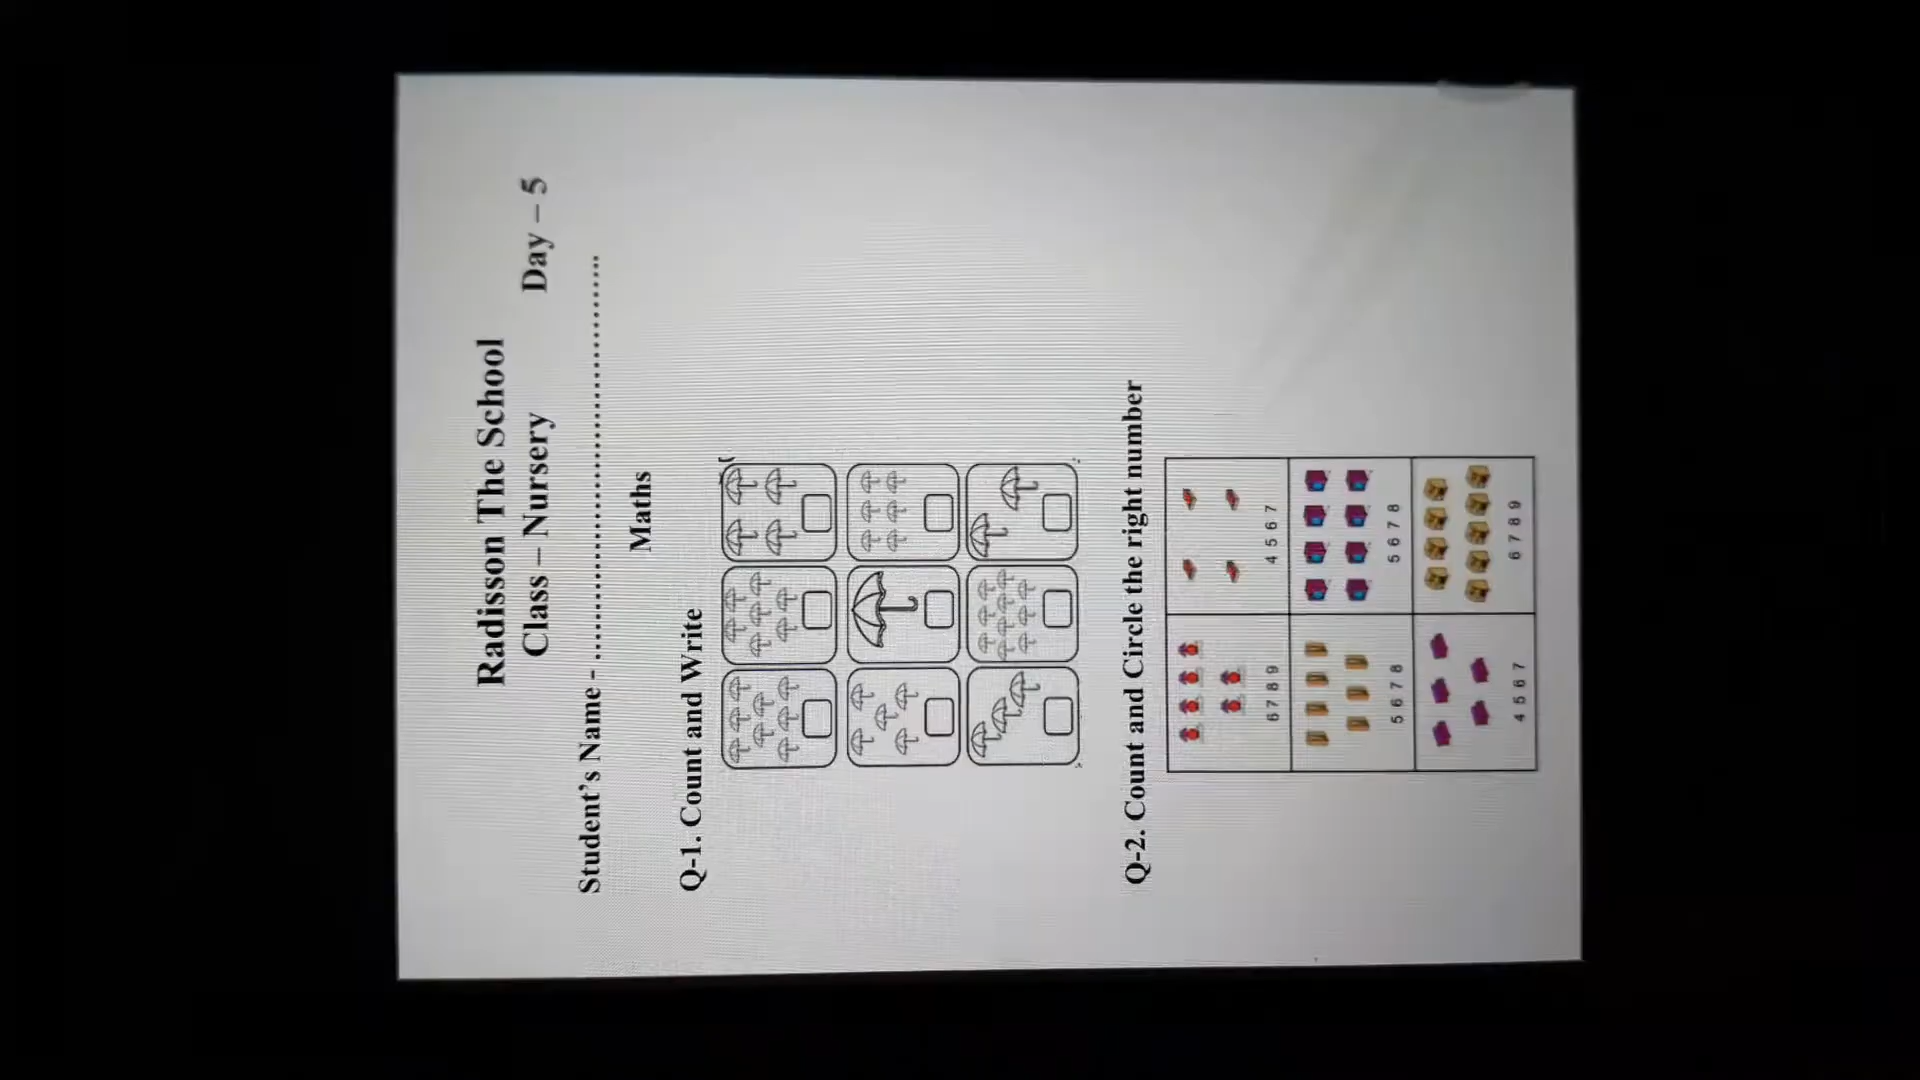 Radisson The School
Class – Nursery Day – 5
Student's Name - ................................................
Maths
Q-1. Count and Write
Q-2. Count and Circle the right number
6 7 8 9 4 5 6 7
5 6 7 8 5 6 7 8
4 5 6 7 6 7 8 9